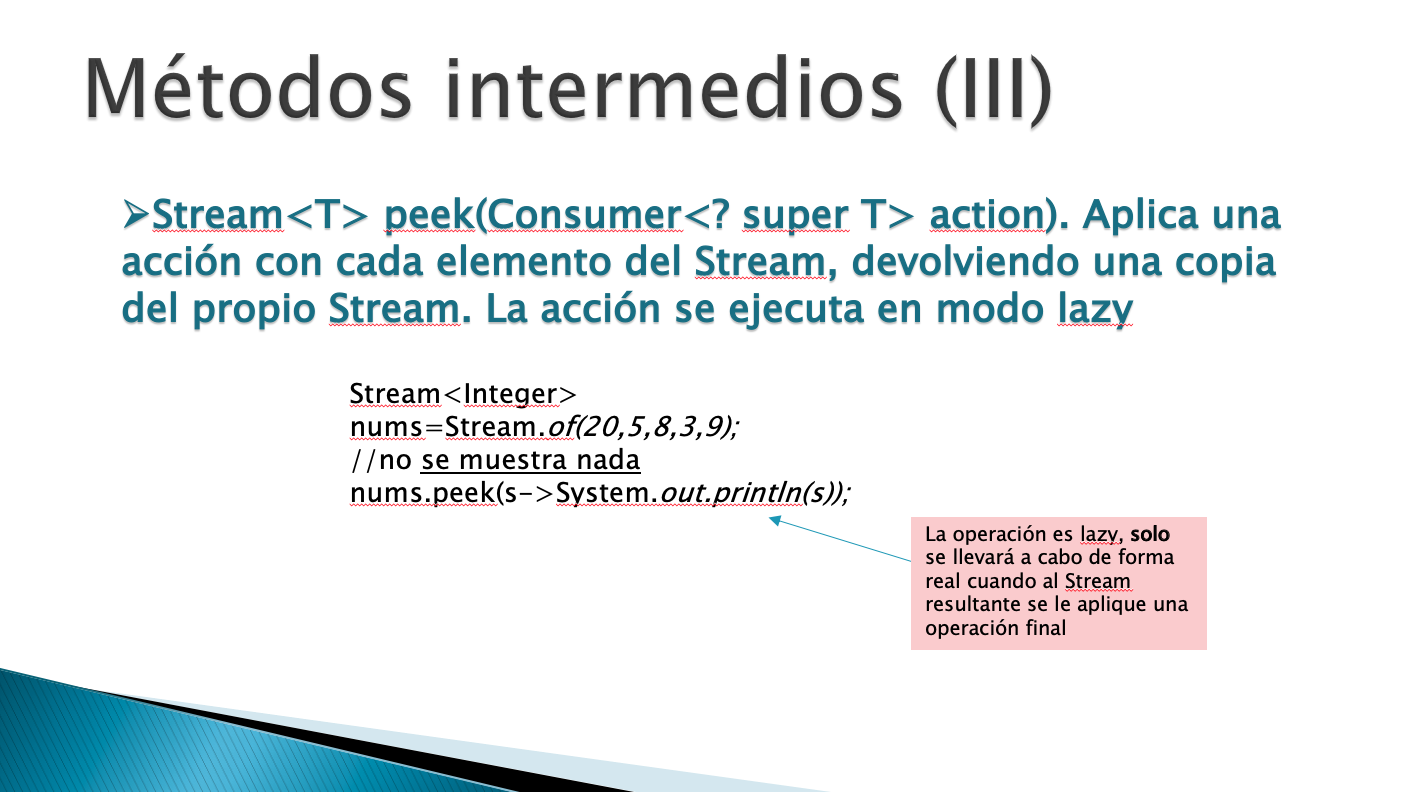 Métodos intermedios (III)
➢Stream<T> peek(Consumer<? super T> action). Aplica una
acción con cada elemento del Stream, devolviendo una copia
del propio Stream. La acción se ejecuta en modo lazy
Stream<Integer>
nums=Stream.of(20,5,8,3,9);
//no se muestra nada
nums.peek(s->System.out.println(s));
La operación es lazy, solo
se llevará a cabo de forma
real cuando al Stream
resultante se le aplique una
operación final